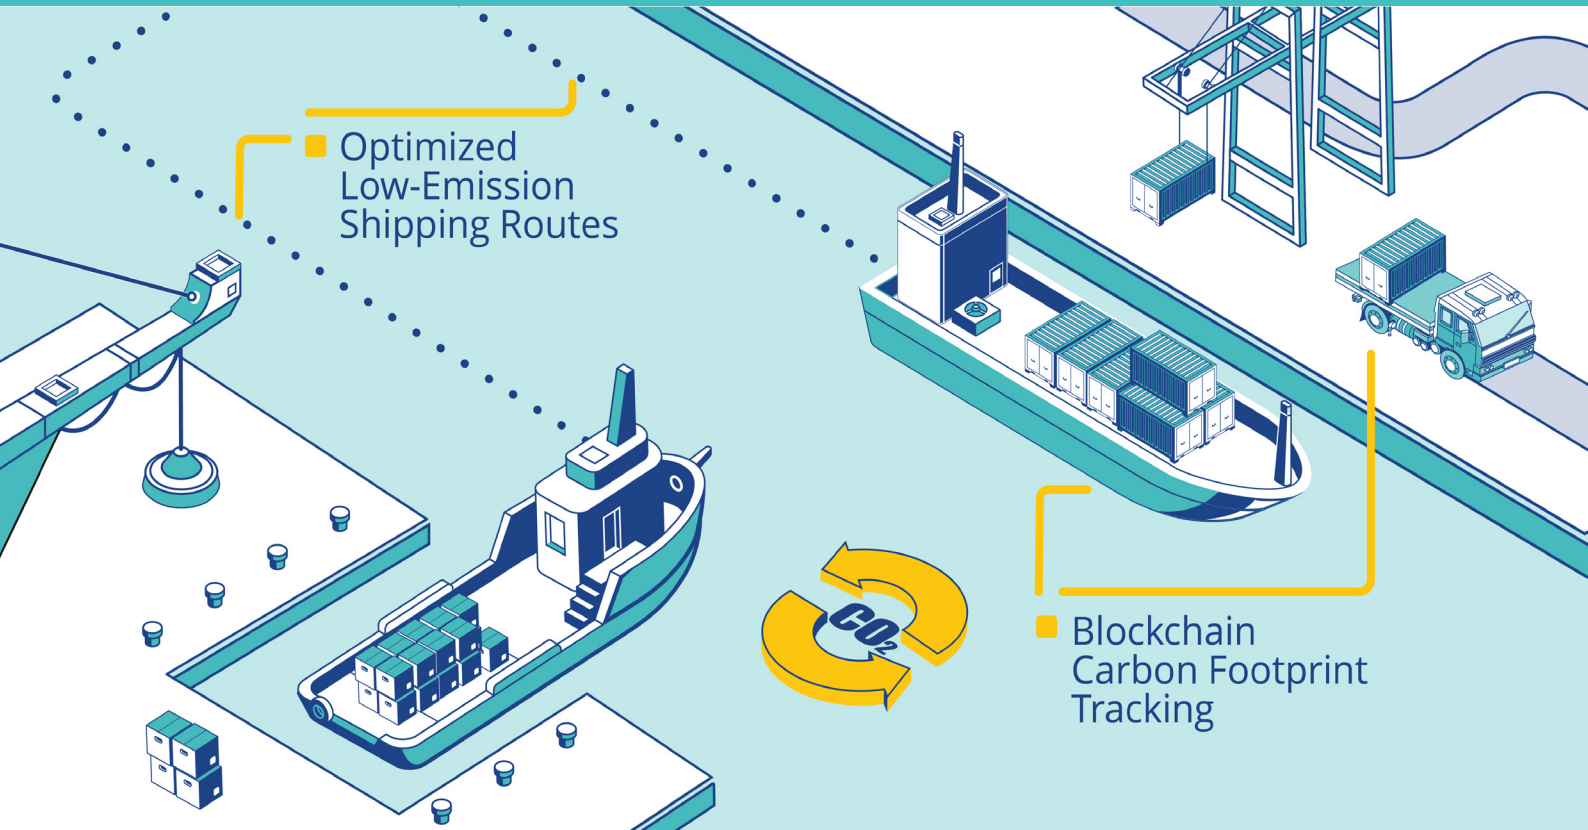 Optimized
Low-Emission
Shipping Routes
CO₂
Blockchain
Carbon Footprint
Tracking